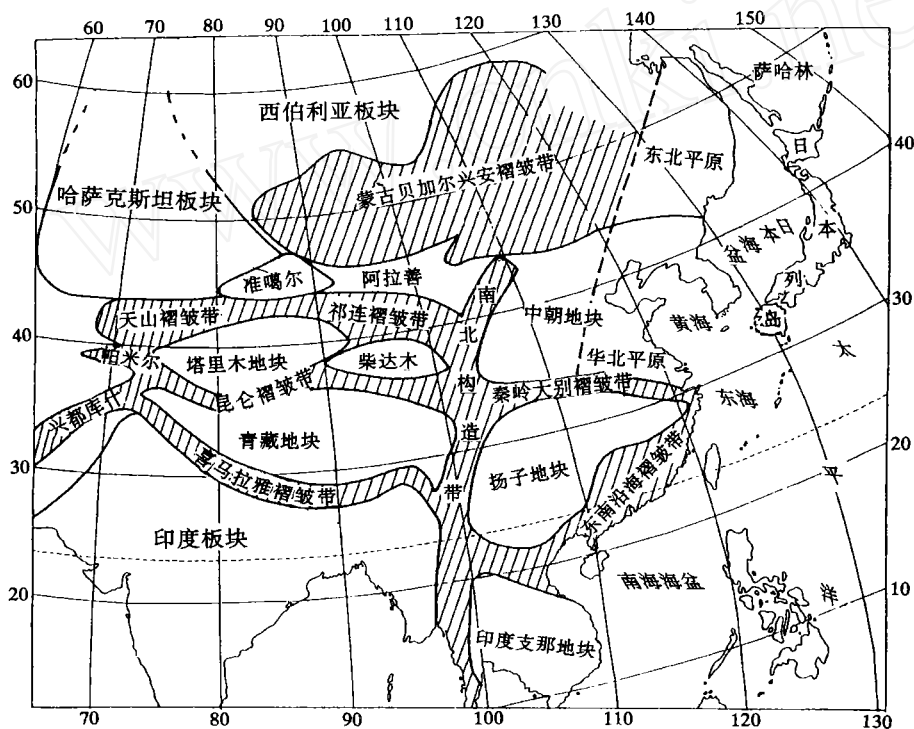 60 70 80 90 100 110 120 130 140 150
萨哈林
60
西伯利亚板块
日
40
东北平原
蒙古贝加尔兴安褶皱带
哈萨克斯坦板块
50
本
日本海盆
准噶尔
阿拉善
列
南
30
天山褶皱带
祁连褶皱带
中朝地块
黄海
岛
40
北
太
帕米尔
塔里木地块
柴达木
华北平原
昆仑褶皱带
构
秦岭大别褶皱带
东海
兴都库什
青藏地块
造
20
30
喜马拉雅褶皱带
带
扬子地块
东南沿海褶皱带
平
印度板块
南海海盆
洋
20
10
印度支那地块
70 80 90 100 110 120 130